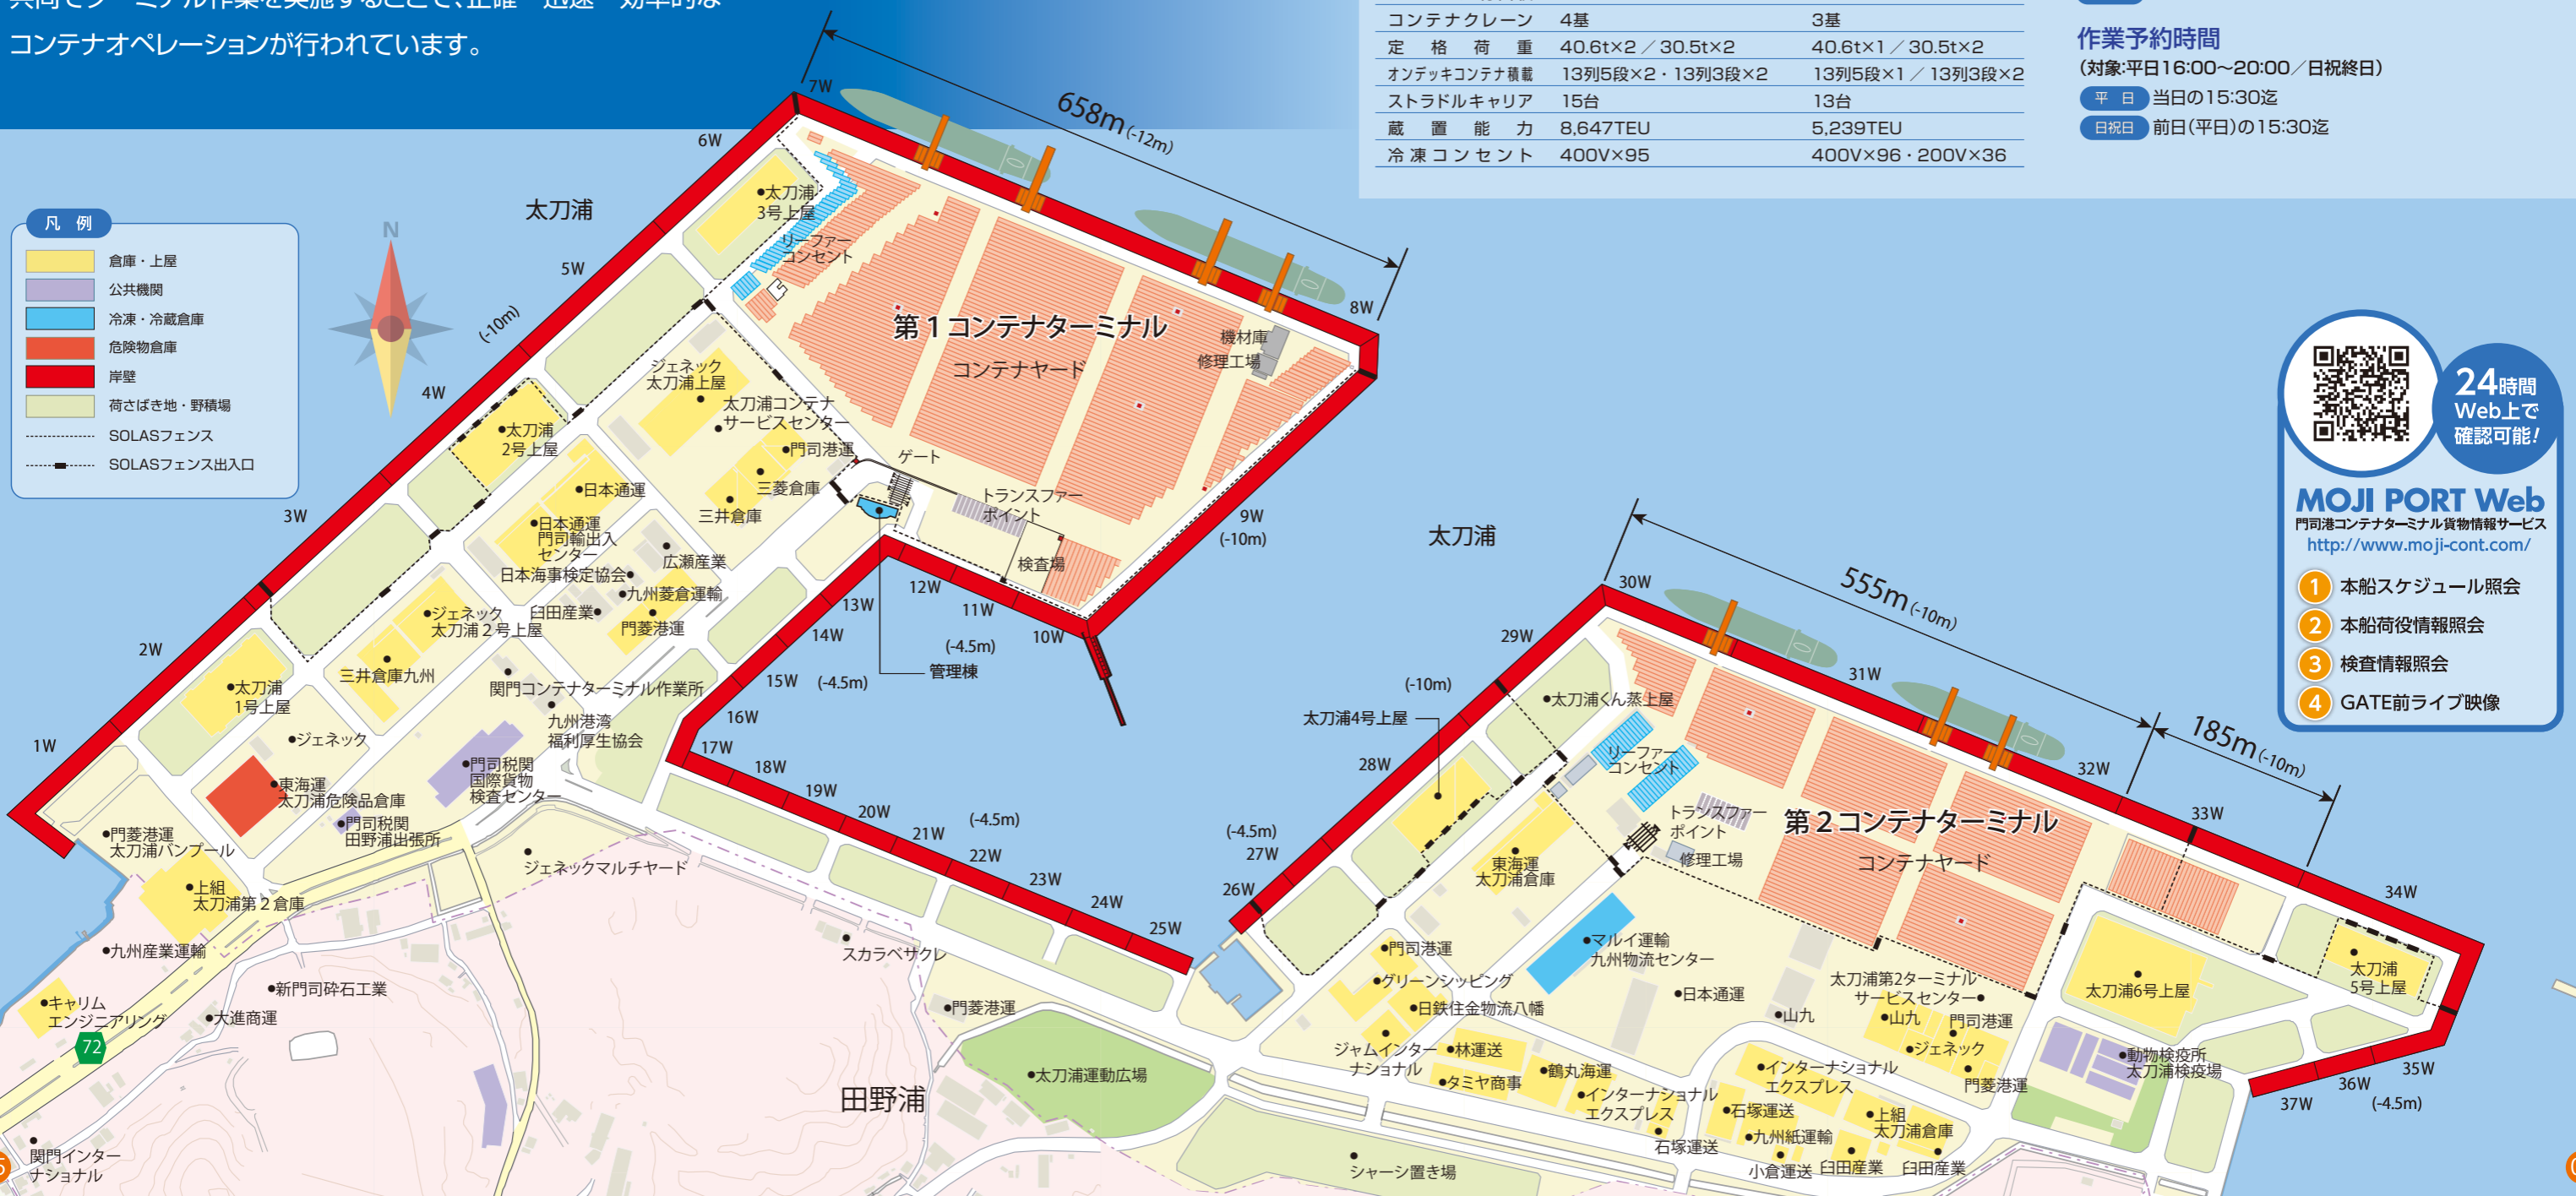 コンテナオペレーションが行われています。
コンテナクレーン 4基 3基
定格荷重 40.6t×2／30.5t×2 40.6t×1／30.5t×2
オンデッキコンテナ積載 13列5段×2・13列3段×2 13列5段×1／13列3段×2
ストラドルキャリア 15台 13台
蔵置能力 8,647TEU 5,239TEU
冷凍コンセント 400V×95 400V×96・200V×36
作業予約時間
（対象:平日16:00〜20:00／日祝終日）
平日 当日の15:30迄
日祝日 前日（平日）の15:30迄
凡例
倉庫・上屋
公共機関
冷凍・冷蔵倉庫
危険物倉庫
岸壁
荷さばき地・野積場
SOLASフェンス
SOLASフェンス出入口
N
太刀浦
7W
6W
5W
(-10m)
4W
3W
2W
1W
658m(-12m)
8W
太刀浦
3号上屋
リーファー
コンセント
第1コンテナターミナル
コンテナヤード
機材庫
修理工場
ジェネック
太刀浦上屋
太刀浦コンテナ
サービスセンター
門司港運
三菱倉庫
三井倉庫
ゲート
トランスファー
ポイント
検査場
9W
(-10m)
太刀浦
2号上屋
日本通運
日本通運
門司輸出入
センター
日本海事検定協会
広瀬産業
九州菱倉運輸
臼田産業
門菱港運
ジェネック
太刀浦2号上屋
三井倉庫九州
関門コンテナターミナル作業所
九州港湾
福利厚生協会
太刀浦
1号上屋
ジェネック
東海運
太刀浦危険品倉庫
門司税関
国際貨物
検査センター
門司税関
田野浦出張所
門菱港運
太刀浦バンプール
上組
太刀浦第2倉庫
九州産業運輸
キャリム
エンジニアリング
72
新門司砕石工業
大進商運
関門インター
ナショナル
ジェネックマルチヤード
スカラベサクレ
門菱港運
太刀浦運動広場
田野浦
10W
11W
12W
(-4.5m)
管理棟
13W
14W
15W
(-4.5m)
16W
17W
18W
19W
20W
21W
(-4.5m)
22W
23W
24W
25W
太刀浦
30W
29W
(-10m)
太刀浦4号上屋
28W
(-4.5m)
27W
26W
555m(-10m)
31W
32W
185m(-10m)
33W
34W
35W
36W
(-4.5m)
37W
太刀浦くん蒸上屋
リーファー
コンセント
トランスファー
ポイント
修理工場
第2コンテナターミナル
コンテナヤード
東海運
太刀浦倉庫
マルイ運輸
九州物流センター
門司港運
グリーンシッピング
日鉄住金物流八幡
ジャムインター
ナショナル
林運送
タミヤ商事
鶴丸海運
インターナショナル
エクスプレス
石塚運送
シャーシ置き場
日本通運
山九
太刀浦第2ターミナル
サービスセンター
山九
門司港運
ジェネック
門菱港運
インターナショナル
エクスプレス
石塚運送
九州紙運輸
小倉運送
上組
太刀浦倉庫
臼田産業
臼田産業
太刀浦6号上屋
太刀浦
5号上屋
動物検疫所
太刀浦検疫場
24時間
Web上で
確認可能!
MOJI PORT Web
門司港コンテナターミナル貨物情報サービス
http://www.moji-cont.com/
1 本船スケジュール照会
2 本船荷役情報照会
3 検査情報照会
4 GATE前ライブ映像